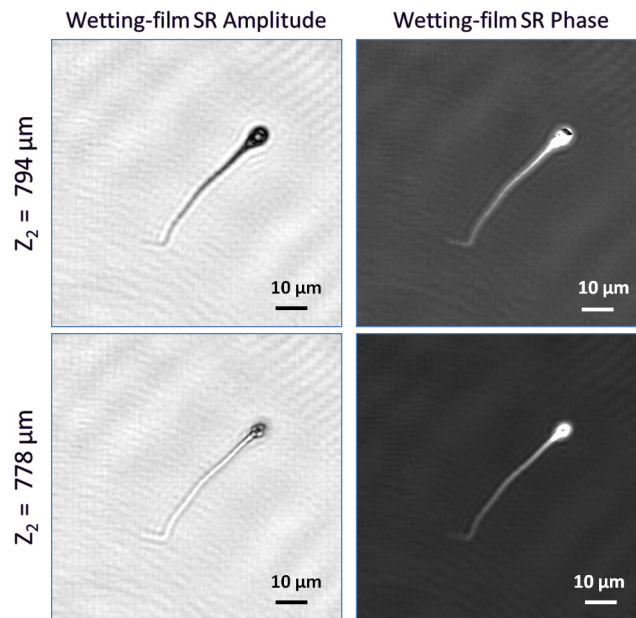 Wetting-film SR Amplitude
Wetting-film SR Phase
Z₂ = 794 µm
10 µm
10 µm
Z₂ = 778 µm
10 µm
10 µm